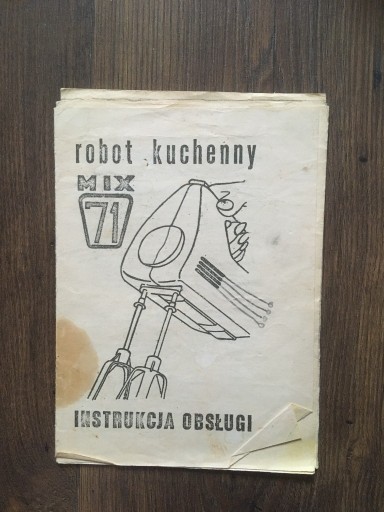 robot kuchenny
MIX
71
INSTRUKCJA OBSŁUGI